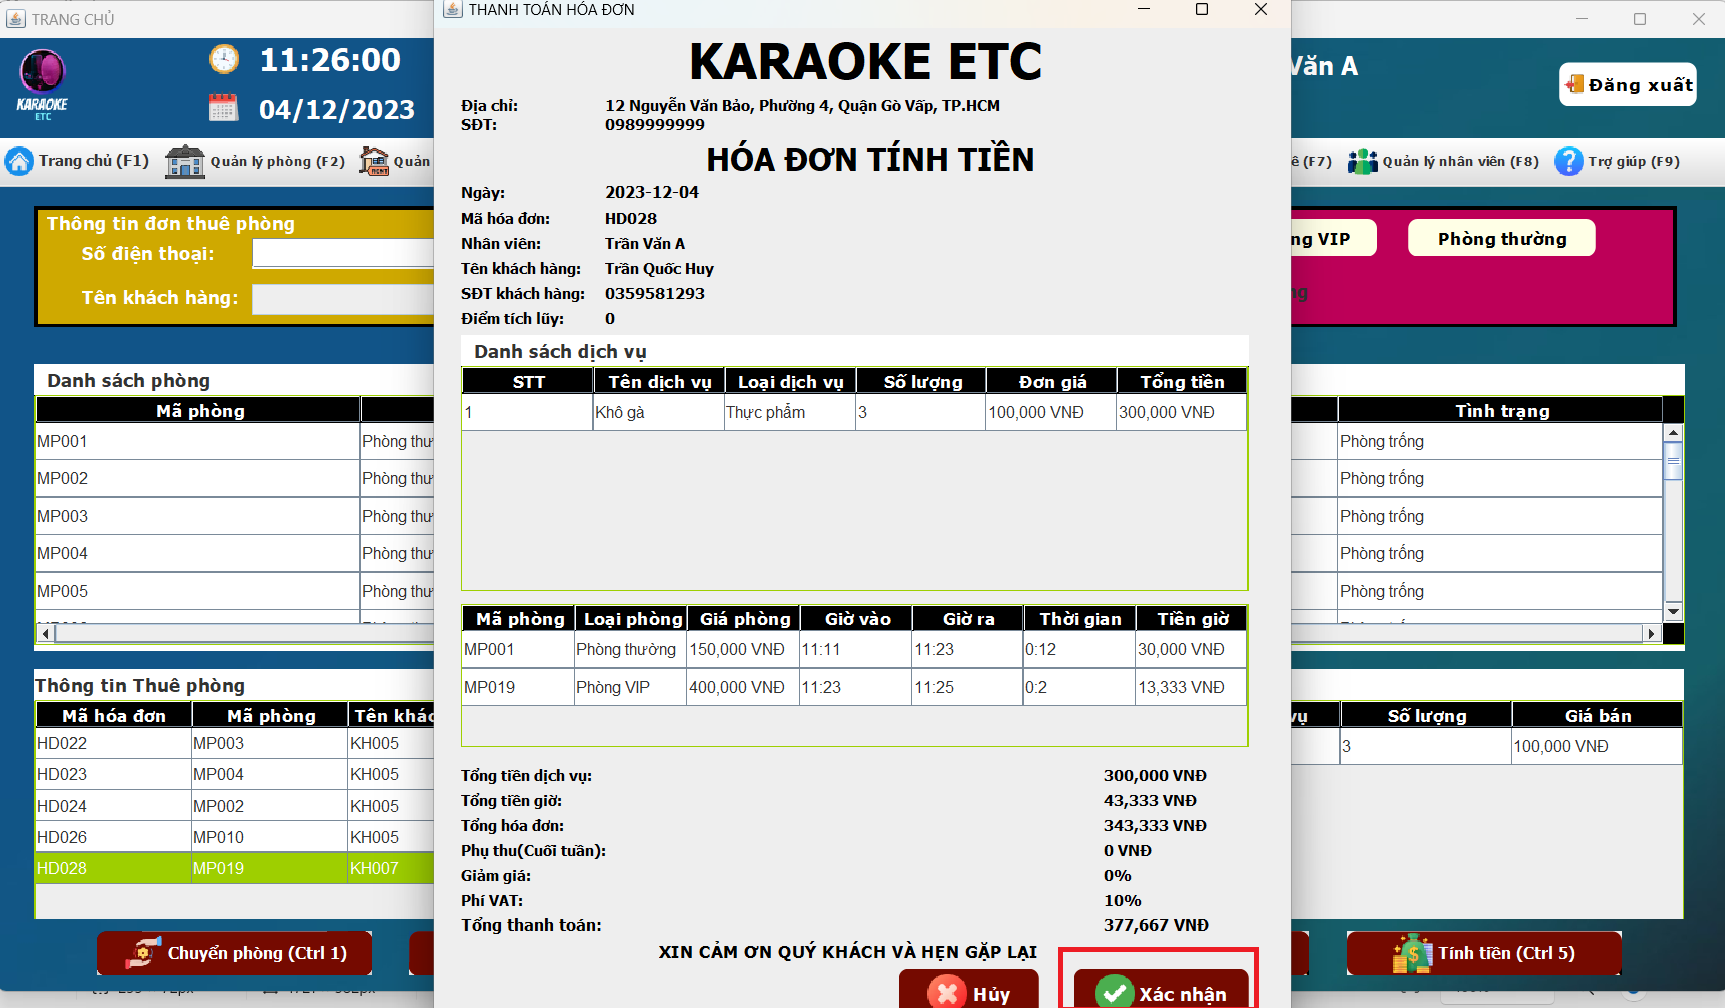 TRANG CHỦ
THANH TOÁN HÓA ĐƠN
KARAOKE
ETC
11:26:00
04/12/2023
Văn A
Đăng xuất
Trang chủ (F1)
Quản lý phòng (F2)
Quản
ê (F7)
Quản lý nhân viên (F8)
Trợ giúp (F9)
Thông tin đơn thuê phòng
Số điện thoại:
Tên khách hàng:
ng VIP
Phòng thường
ng
Danh sách phòng
Mã phòng
Tình trạng
MP001 Phòng thư Phòng trống
MP002 Phòng thư Phòng trống
MP003 Phòng thư Phòng trống
MP004 Phòng thư Phòng trống
MP005 Phòng thư Phòng trống
Thông tin Thuê phòng
Mã hóa đơn Mã phòng Tên khác
HD022 MP003 KH005
HD023 MP004 KH005
HD024 MP002 KH005
HD026 MP010 KH005
HD028 MP019 KH007
vụ Số lượng Giá bán
3 100,000 VNĐ
Chuyển phòng (Ctrl 1)
Tính tiền (Ctrl 5)
KARAOKE ETC
Địa chỉ: 12 Nguyễn Văn Bảo, Phường 4, Quận Gò Vấp, TP.HCM
SĐT: 0989999999
HÓA ĐƠN TÍNH TIỀN
Ngày: 2023-12-04
Mã hóa đơn: HD028
Nhân viên: Trần Văn A
Tên khách hàng: Trần Quốc Huy
SĐT khách hàng: 0359581293
Điểm tích lũy: 0
Danh sách dịch vụ
STT Tên dịch vụ Loại dịch vụ Số lượng Đơn giá Tổng tiền
1 Khô gà Thực phẩm 3 100,000 VNĐ 300,000 VNĐ
Mã phòng Loại phòng Giá phòng Giờ vào Giờ ra Thời gian Tiền giờ
MP001 Phòng thường 150,000 VNĐ 11:11 11:23 0:12 30,000 VNĐ
MP019 Phòng VIP 400,000 VNĐ 11:23 11:25 0:2 13,333 VNĐ
Tổng tiền dịch vụ: 300,000 VNĐ
Tổng tiền giờ: 43,333 VNĐ
Tổng hóa đơn: 343,333 VNĐ
Phụ thu(Cuối tuần): 0 VNĐ
Giảm giá: 0%
Phí VAT: 10%
Tổng thanh toán: 377,667 VNĐ
XIN CẢM ƠN QUÝ KHÁCH VÀ HẸN GẶP LẠI
Hủy
Xác nhận